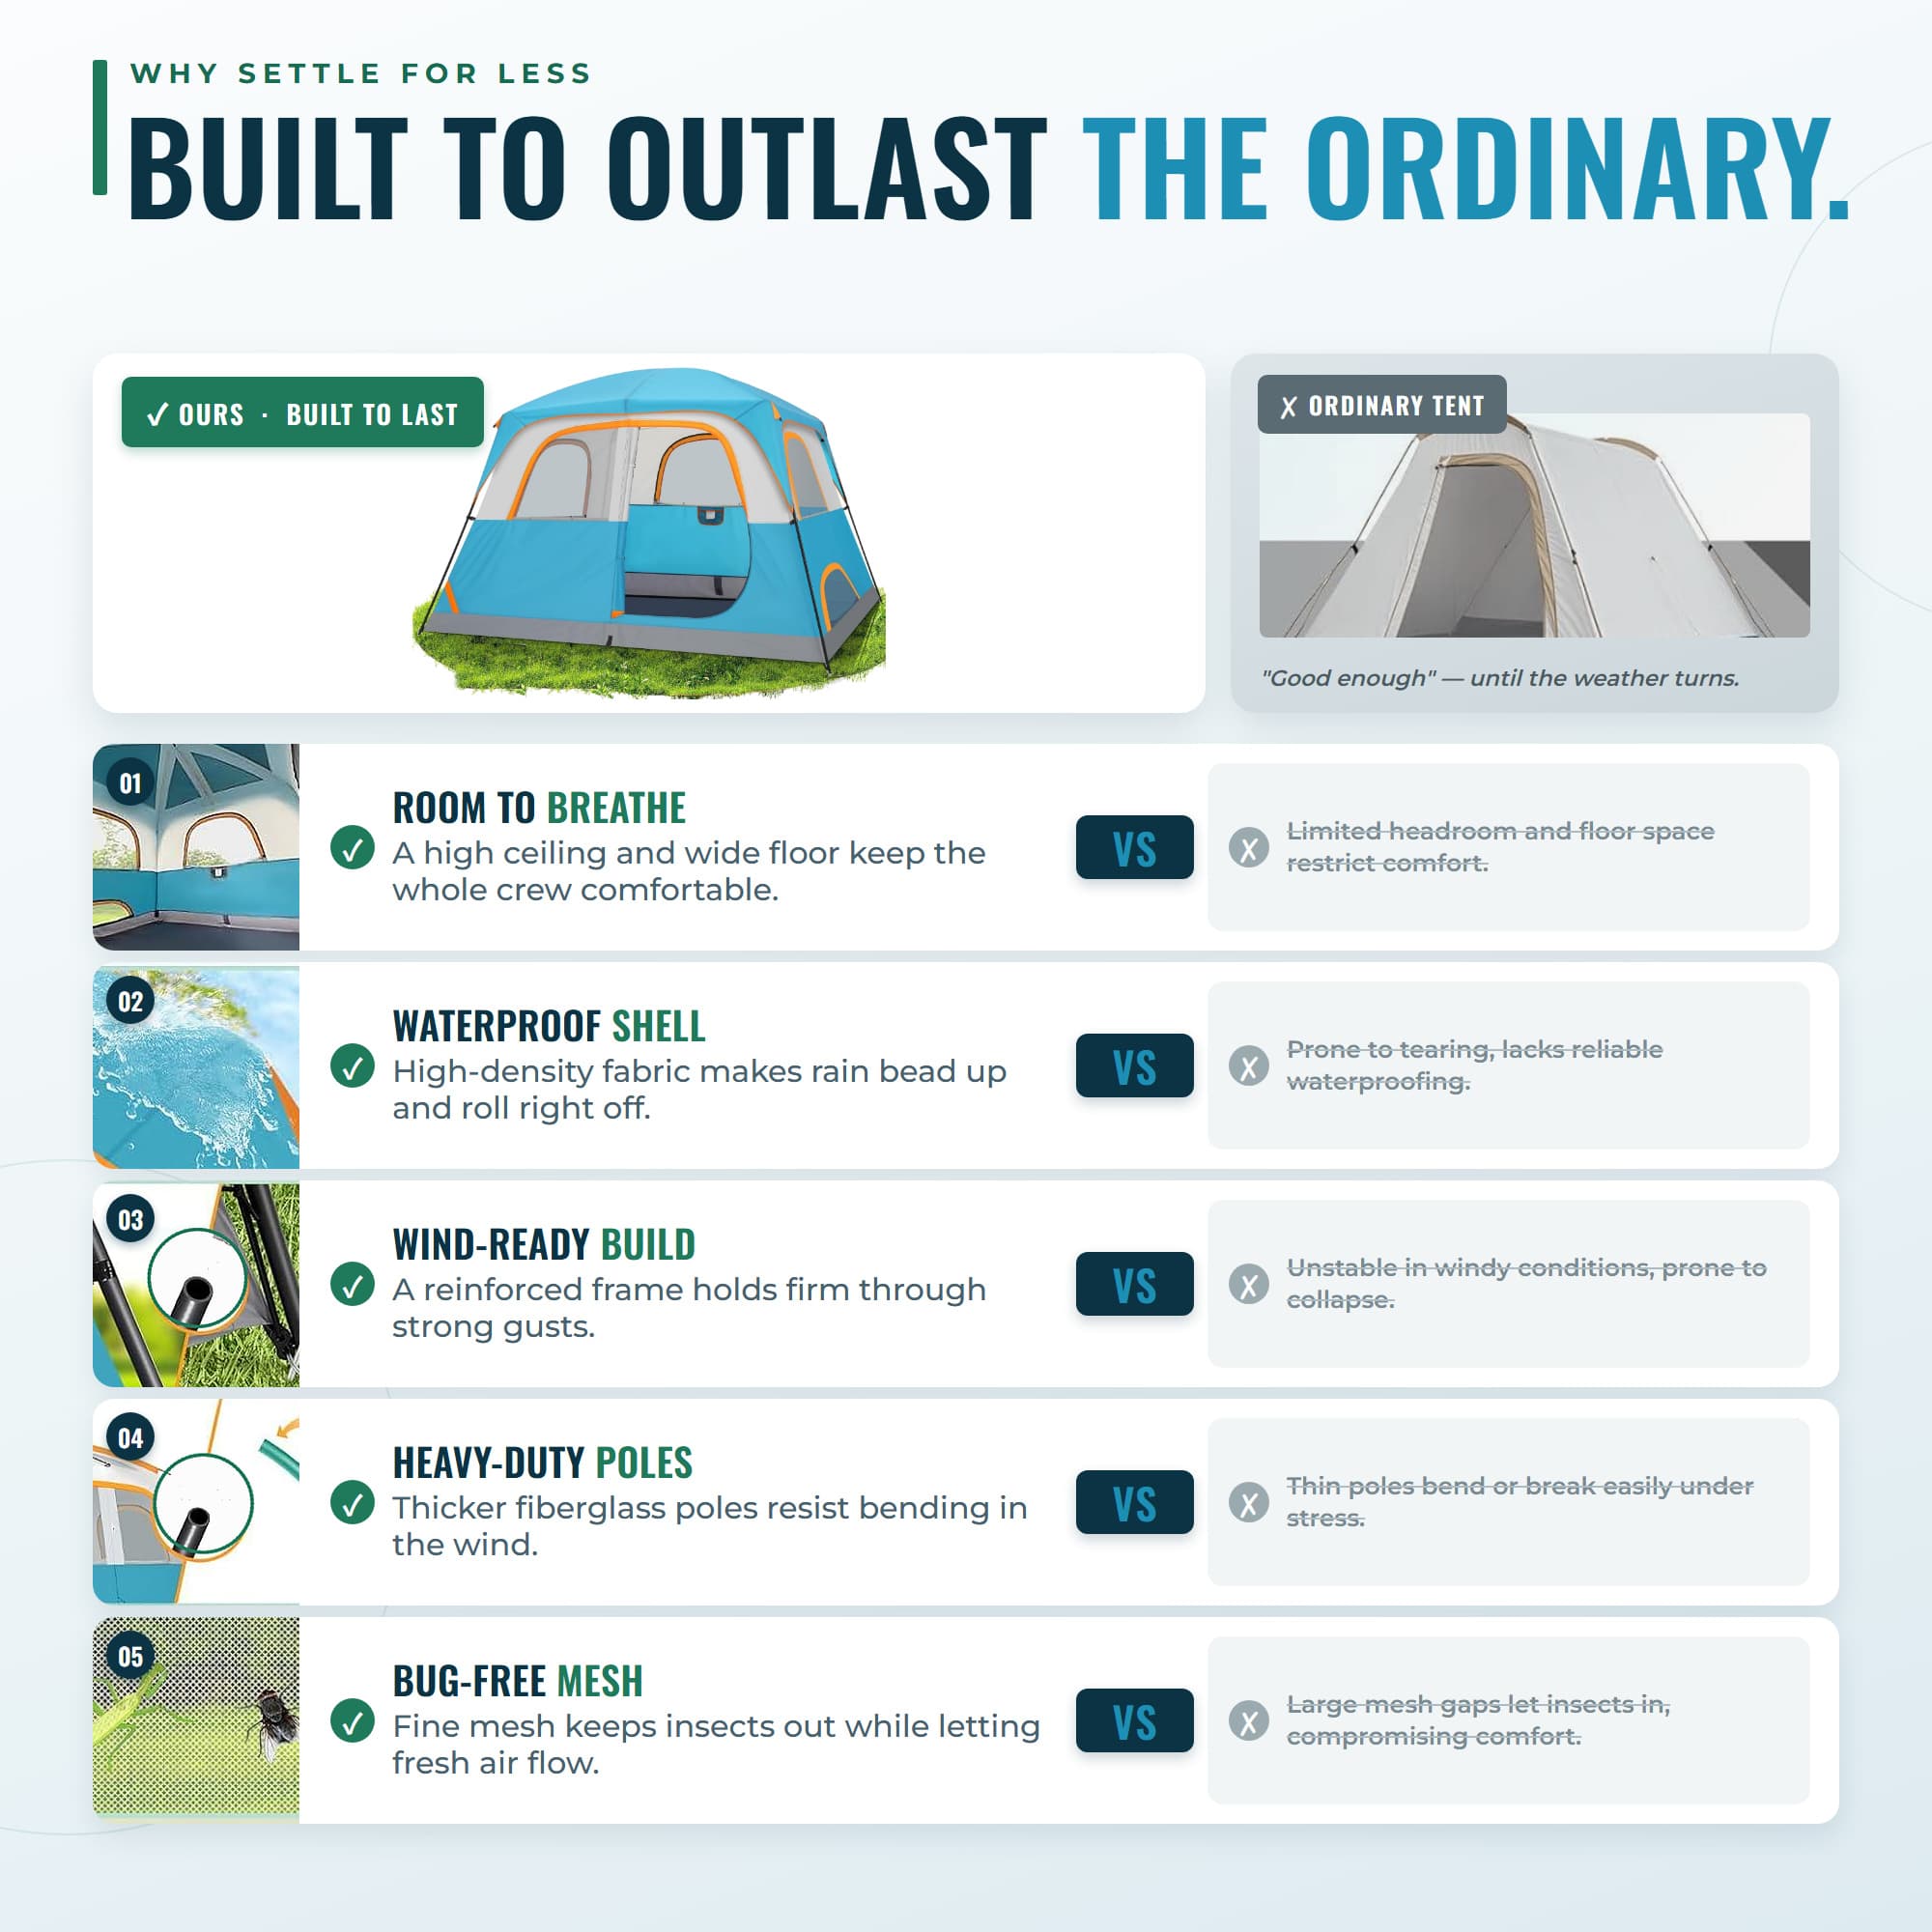 WHY SETTLE FOR LESS
BUILT TO OUTLAST THE ORDINARY.
✓ OURS · BUILT TO LAST
✗ ORDINARY TENT
"Good enough" — until the weather turns.
01
ROOM TO BREATHE
✓ A high ceiling and wide floor keep the
whole crew comfortable.
VS
✗ Limited headroom and floor space
restrict comfort.
02
WATERPROOF SHELL
✓ High-density fabric makes rain bead up
and roll right off.
VS
✗ Prone to tearing, lacks reliable
waterproofing.
03
WIND-READY BUILD
✓ A reinforced frame holds firm through
strong gusts.
VS
✗ Unstable in windy conditions, prone to
collapse.
04
HEAVY-DUTY POLES
✓ Thicker fiberglass poles resist bending in
the wind.
VS
✗ Thin poles bend or break easily under
stress.
05
BUG-FREE MESH
✓ Fine mesh keeps insects out while letting
fresh air flow.
VS
✗ Large mesh gaps let insects in,
compromising comfort.